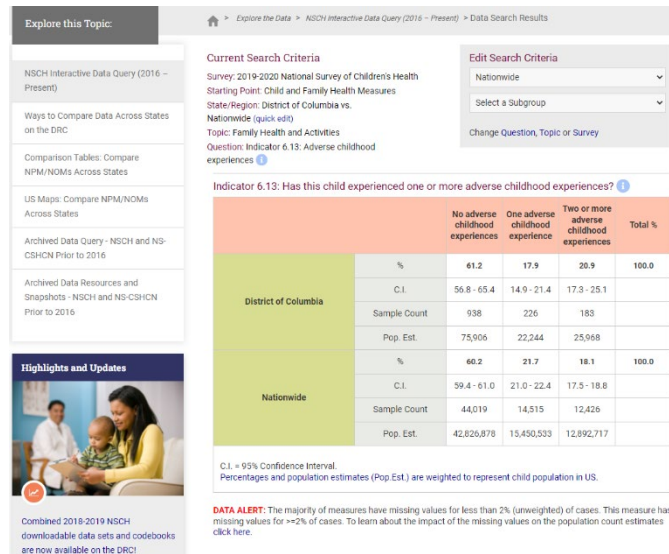 Explore this Topic:
NSCH Interactive Data Query (2016 –
Present)
Ways to Compare Data Across States
on the DRC
Comparison Tables: Compare
NPM/NOMs Across States
US Maps: Compare NPM/NOMs
Across States
Archived Data Query - NSCH and NS-
CSHCN Prior to 2016
Archived Data Resources and
Snapshots - NSCH and NS-CSHCN
Prior to 2016
Highlights and Updates
Combined 2018-2019 NSCH
downloadable data sets and codebooks
are now available on the DRC!
> Explore the Data > NSCH Interactive Data Query (2016 – Present) > Data Search Results
Current Search Criteria
Survey: 2019-2020 National Survey of Children's Health
Starting Point: Child and Family Health Measures
State/Region: District of Columbia vs.
Nationwide (quick edit)
Topic: Family Health and Activities
Question: Indicator 6.13: Adverse childhood
experiences i
Edit Search Criteria
Nationwide
Select a Subgroup
Change Question, Topic or Survey
Indicator 6.13: Has this child experienced one or more adverse childhood experiences? i
No adverse childhood experiences One adverse childhood experience Two or more adverse childhood experiences Total %
District of Columbia
% 61.2 17.9 20.9 100.0
C.I. 56.8 - 65.4 14.9 - 21.4 17.3 - 25.1
Sample Count 938 226 183
Pop. Est. 75,906 22,244 25,968
Nationwide
% 60.2 21.7 18.1 100.0
C.I. 59.4 - 61.0 21.0 - 22.4 17.5 - 18.8
Sample Count 44,019 14,515 12,426
Pop. Est. 42,826,878 15,450,533 12,892,717
C.I. = 95% Confidence Interval.
Percentages and population estimates (Pop.Est.) are weighted to represent child population in US.
DATA ALERT: The majority of measures have missing values for less than 2% (unweighted) of cases. This measure has
missing values for >=2% of cases. To learn about the impact of the missing values on the population count estimates
click here.